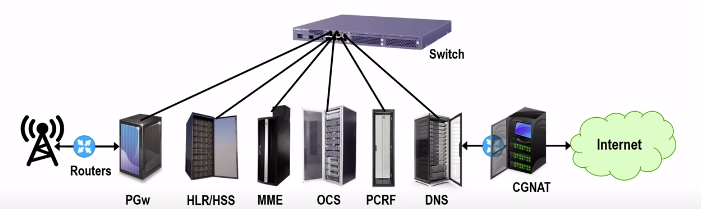 Switch
Routers
PGw
HLR/HSS
MME
OCS
PCRF
DNS
CGNAT
Internet